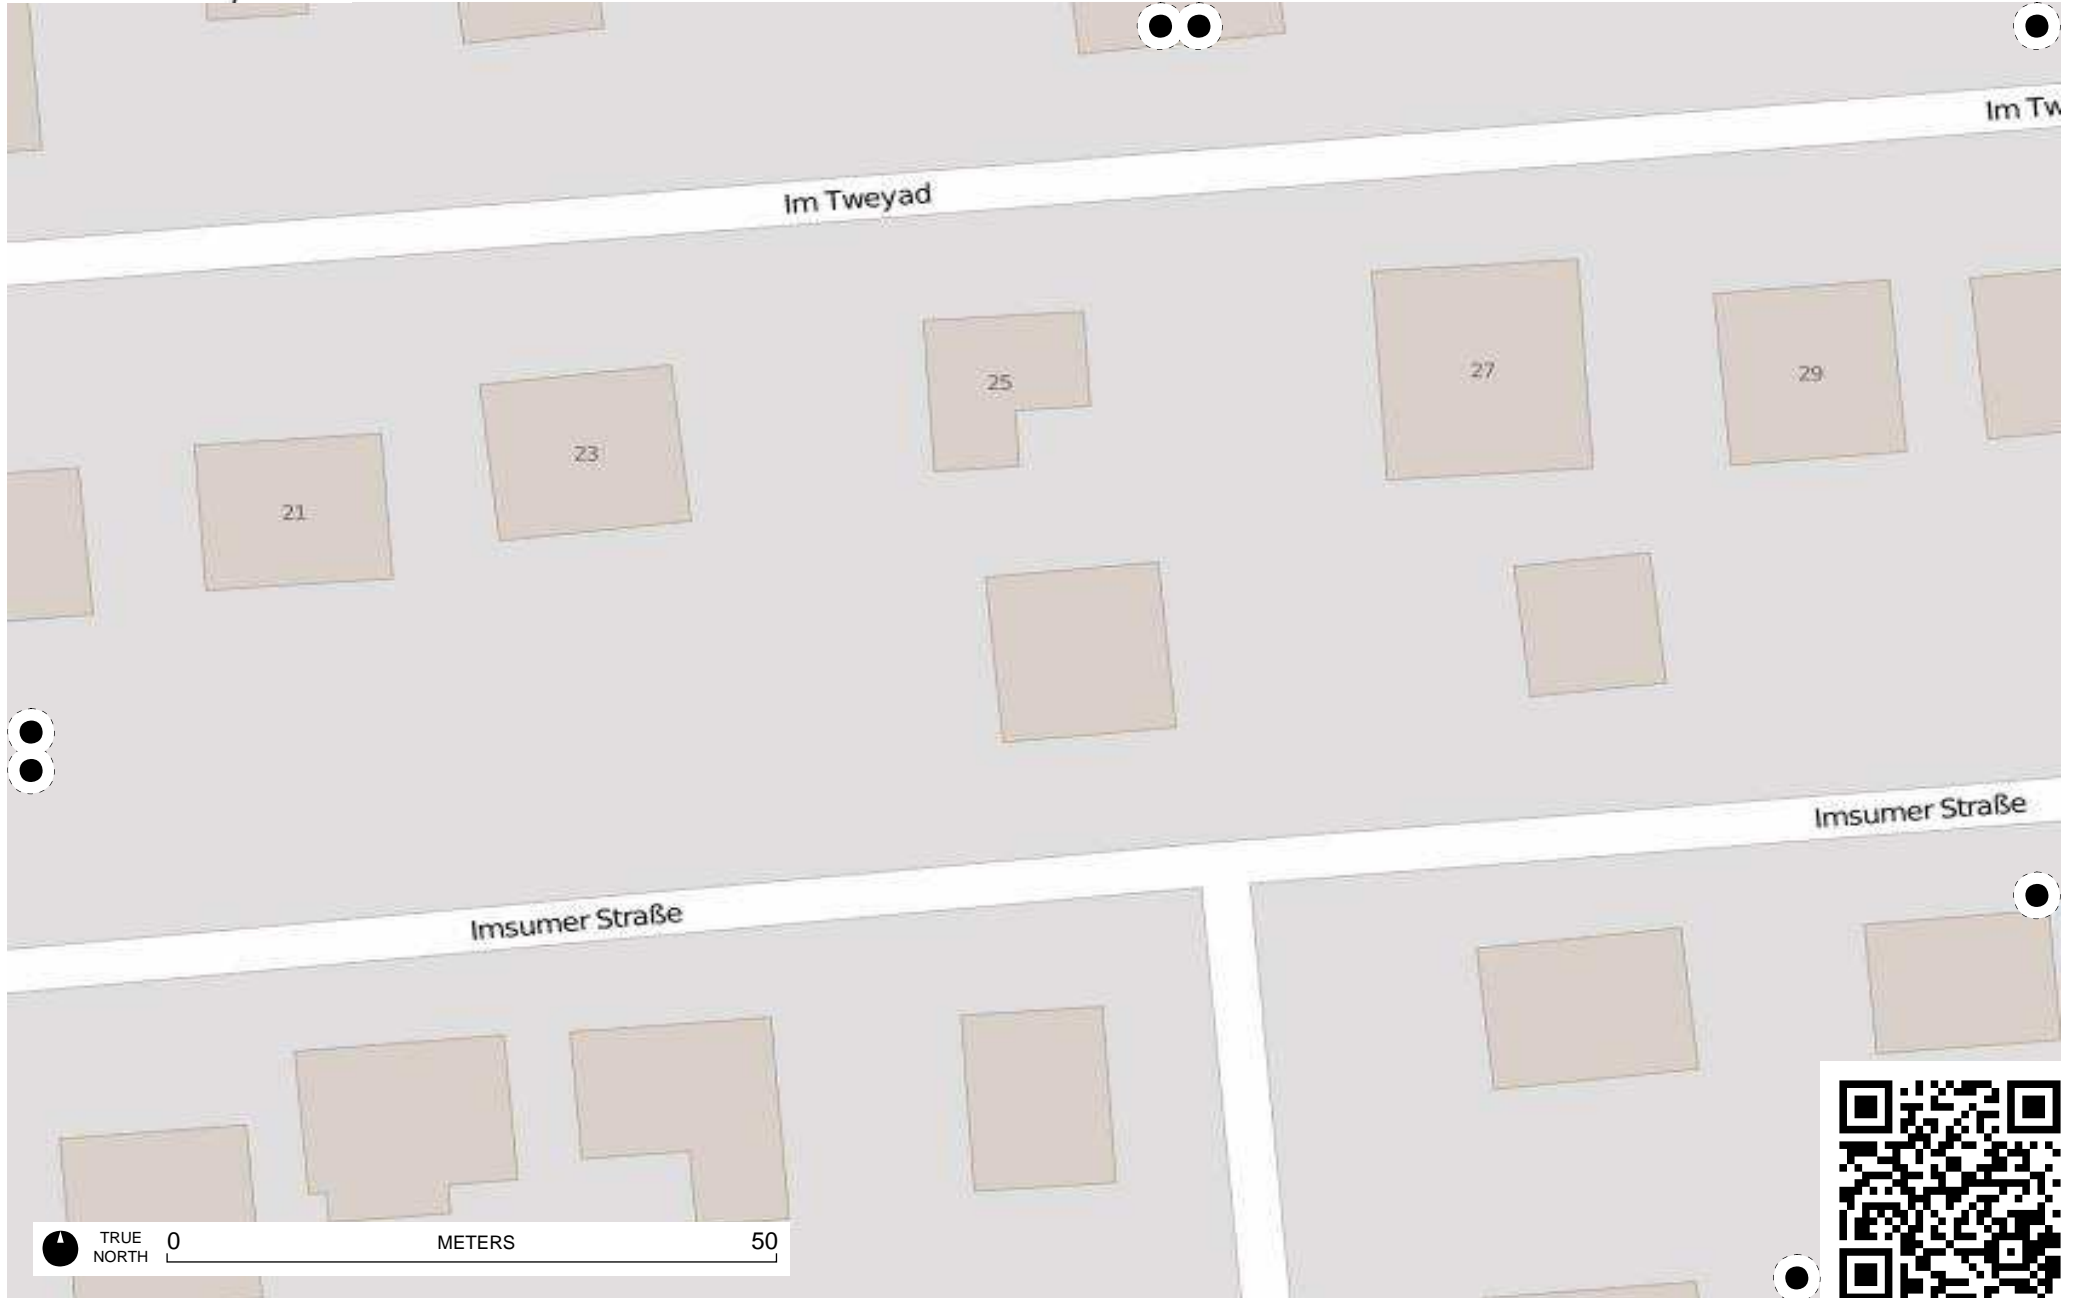 Im Tw
Im Tweyad
25
27
29
23
21
Imsumer Straße
Imsumer Straße
TRUE
NORTH
0
METERS
50